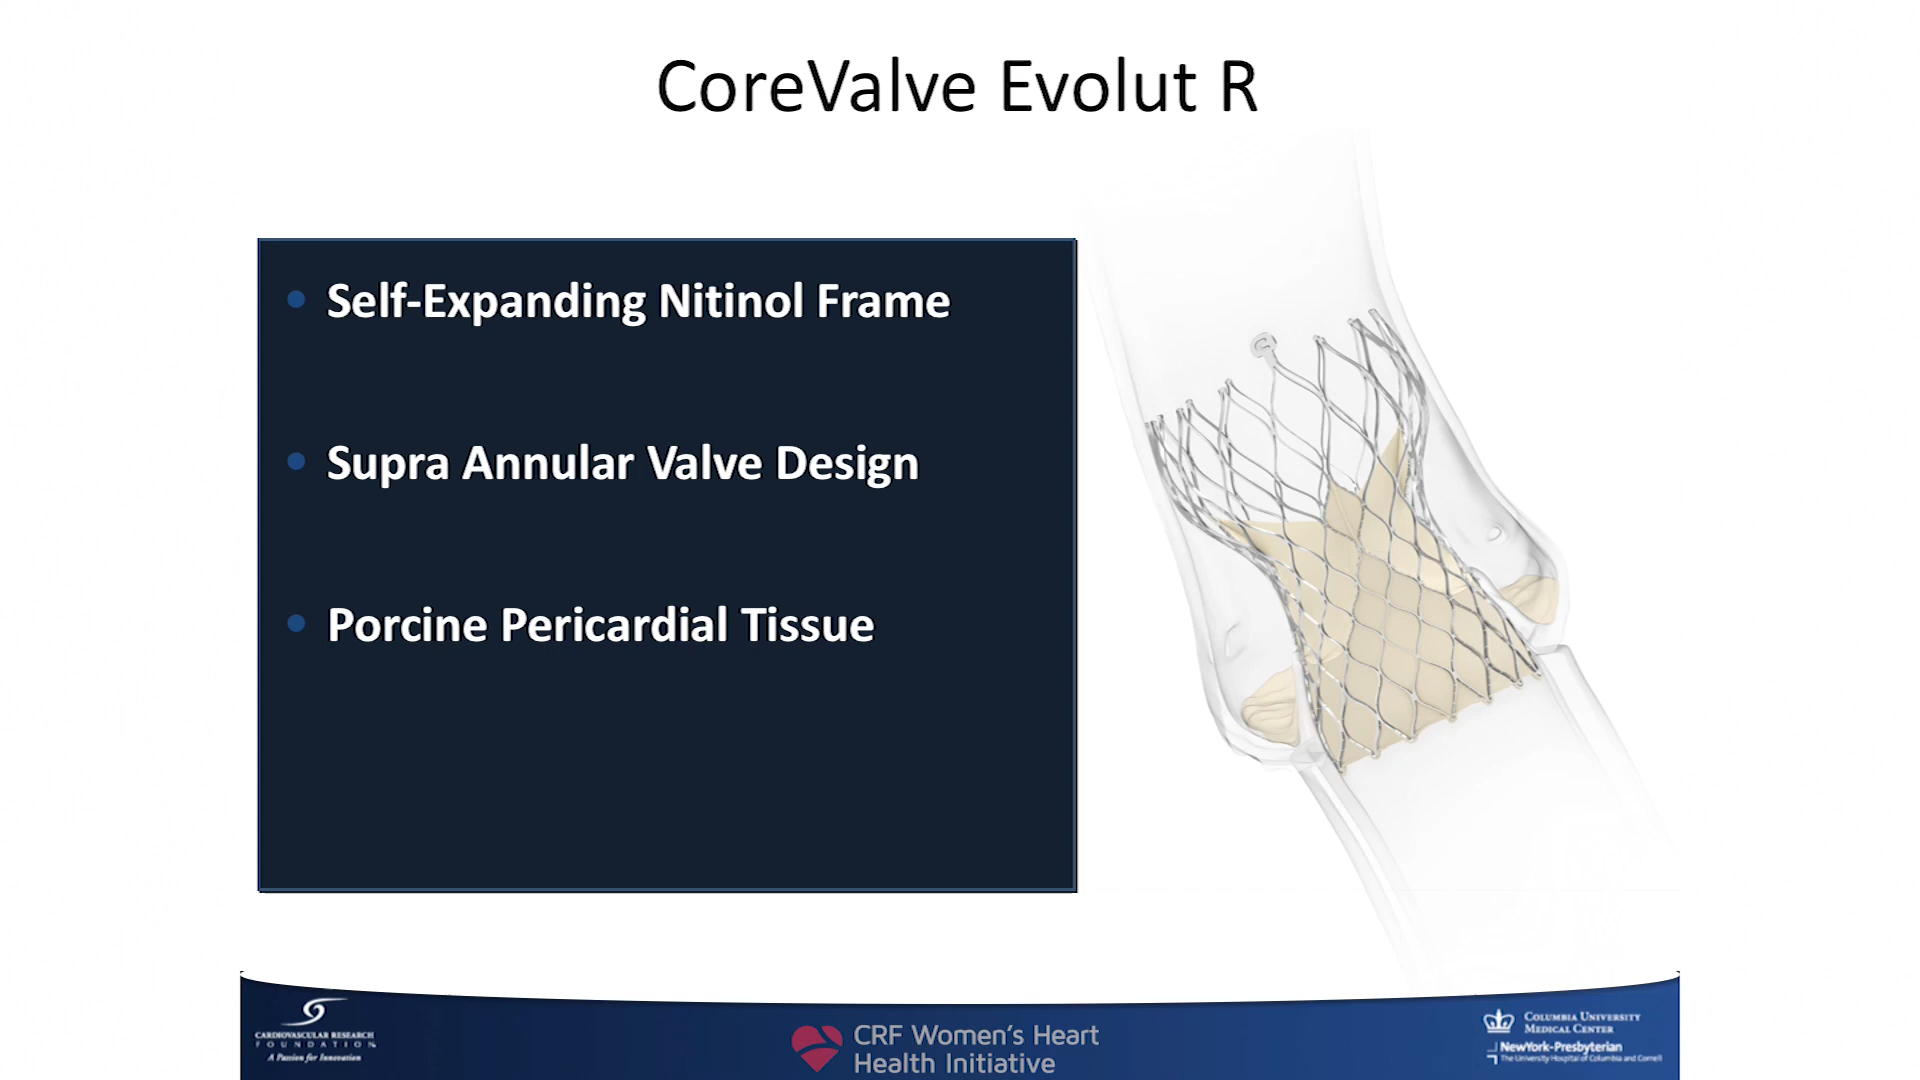 CoreValve Evolut R
• Self-Expanding Nitinol Frame
• Supra Annular Valve Design
• Porcine Pericardial Tissue
CARDIOVASCULAR RESEARCH
FOUNDATION
A Passion for Innovation
CRF Women's Heart
Health Initiative
COLUMBIA UNIVERSITY
MEDICAL CENTER
NewYork-Presbyterian
The University Hospital of Columbia and Cornell